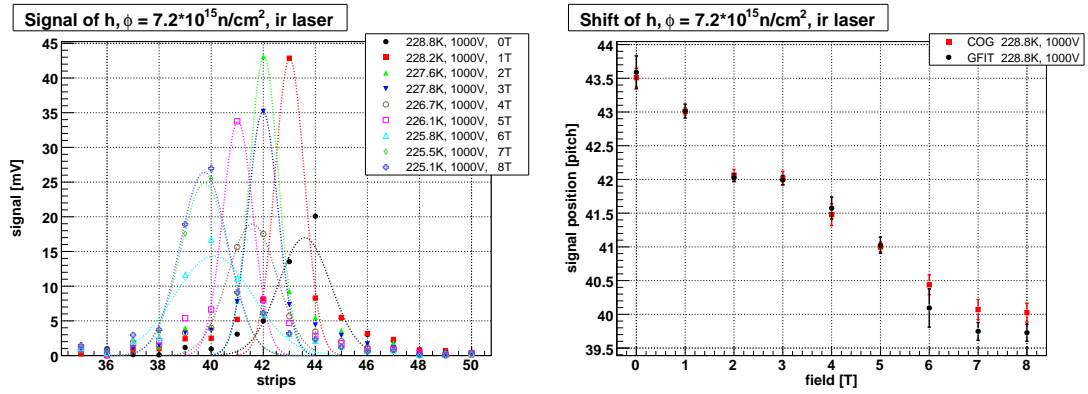 Signal of h, ϕ = 7.2*10¹⁵n/cm², ir laser
signal [mV]
45
40
35
30
25
20
15
10
5
0
36 38 40 42 44 46 48 50
strips
228.8K, 1000V, 0T
228.2K, 1000V, 1T
227.6K, 1000V, 2T
227.8K, 1000V, 3T
226.7K, 1000V, 4T
226.1K, 1000V, 5T
225.8K, 1000V, 6T
225.5K, 1000V, 7T
225.1K, 1000V, 8T
Shift of h, ϕ = 7.2*10¹⁵n/cm², ir laser
signal position [pitch]
44
43.5
43
42.5
42
41.5
41
40.5
40
39.5
0 1 2 3 4 5 6 7 8
field [T]
COG 228.8K, 1000V
GFIT 228.8K, 1000V